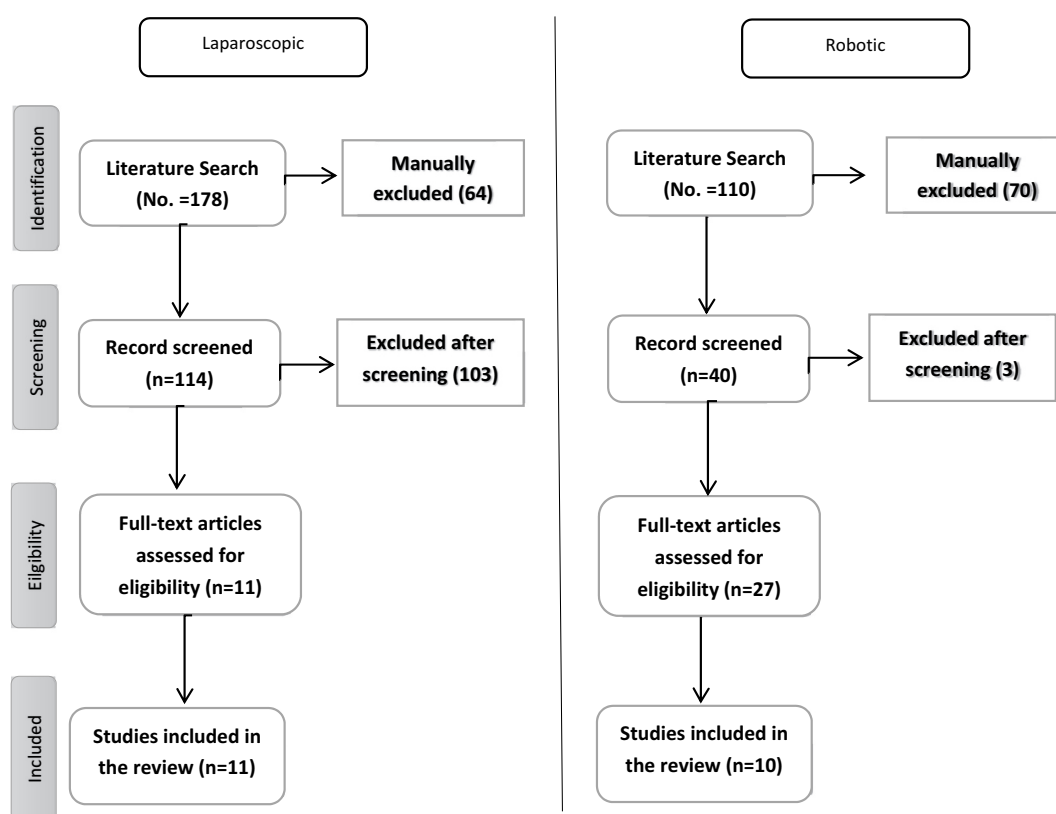 Laparoscopic
Robotic
Identification
Literature Search
(No. =178)
Manually
excluded (64)
Literature Search
(No. =110)
Manually
excluded (70)
Screening
Record screened
(n=114)
Excluded after
screening (103)
Record screened
(n=40)
Excluded after
screening (3)
Eilgibility
Full-text articles
assessed for
eligibility (n=11)
Full-text articles
assessed for
eligibility (n=27)
Included
Studies included in
the review (n=11)
Studies included in
the review (n=10)